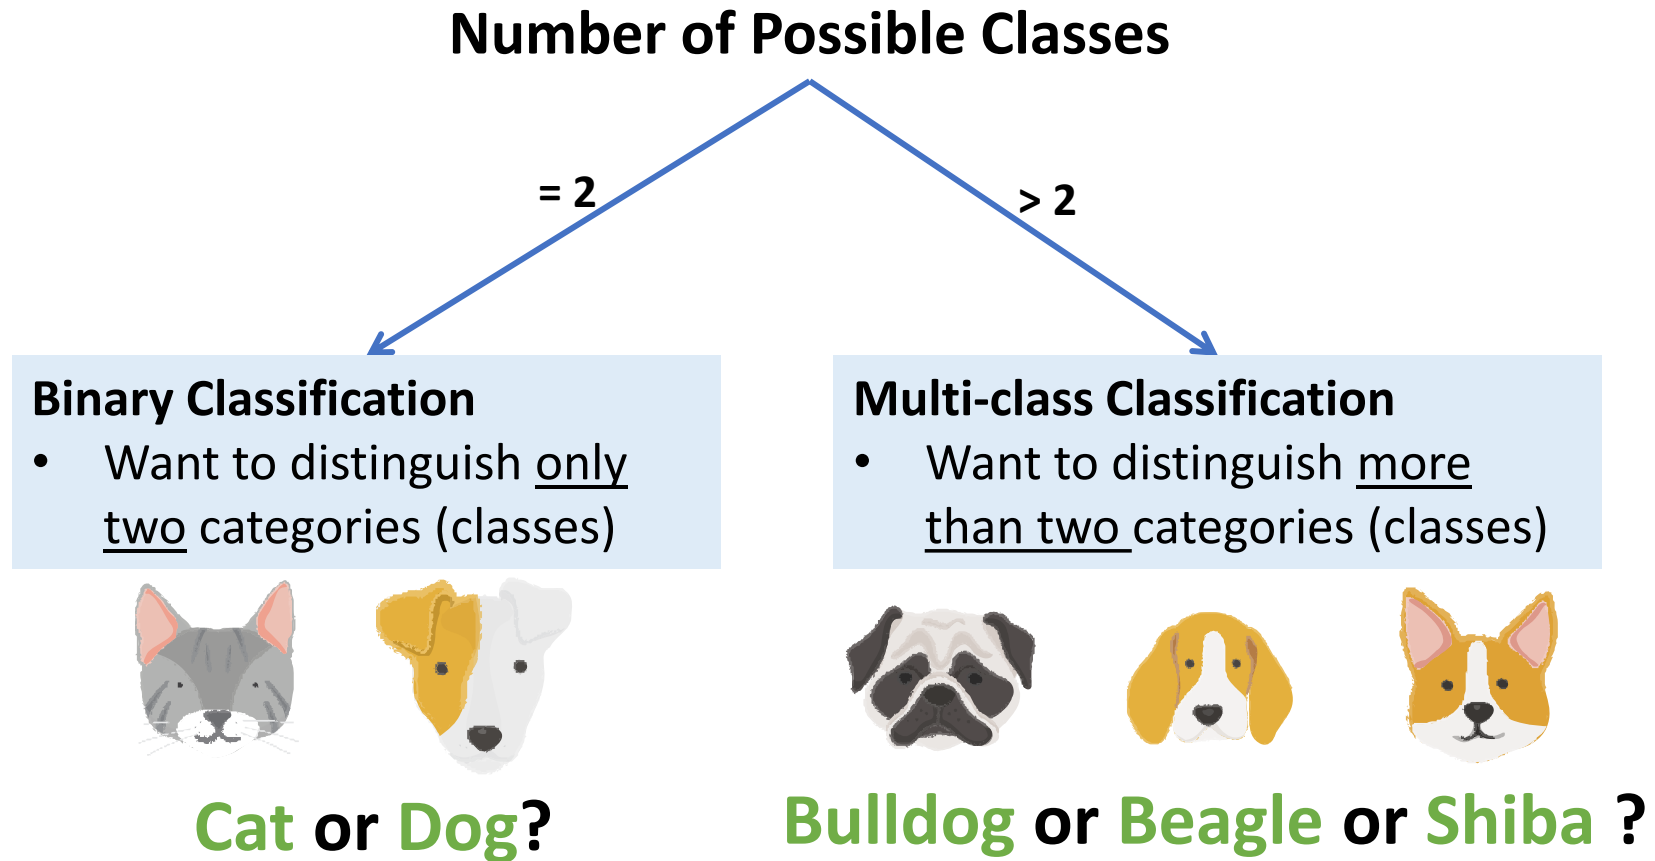 Number of Possible Classes
= 2
> 2
Binary Classification
• Want to distinguish only
two categories (classes)
Multi-class Classification
• Want to distinguish more
than two categories (classes)
Cat or Dog?
Bulldog or Beagle or Shiba ?